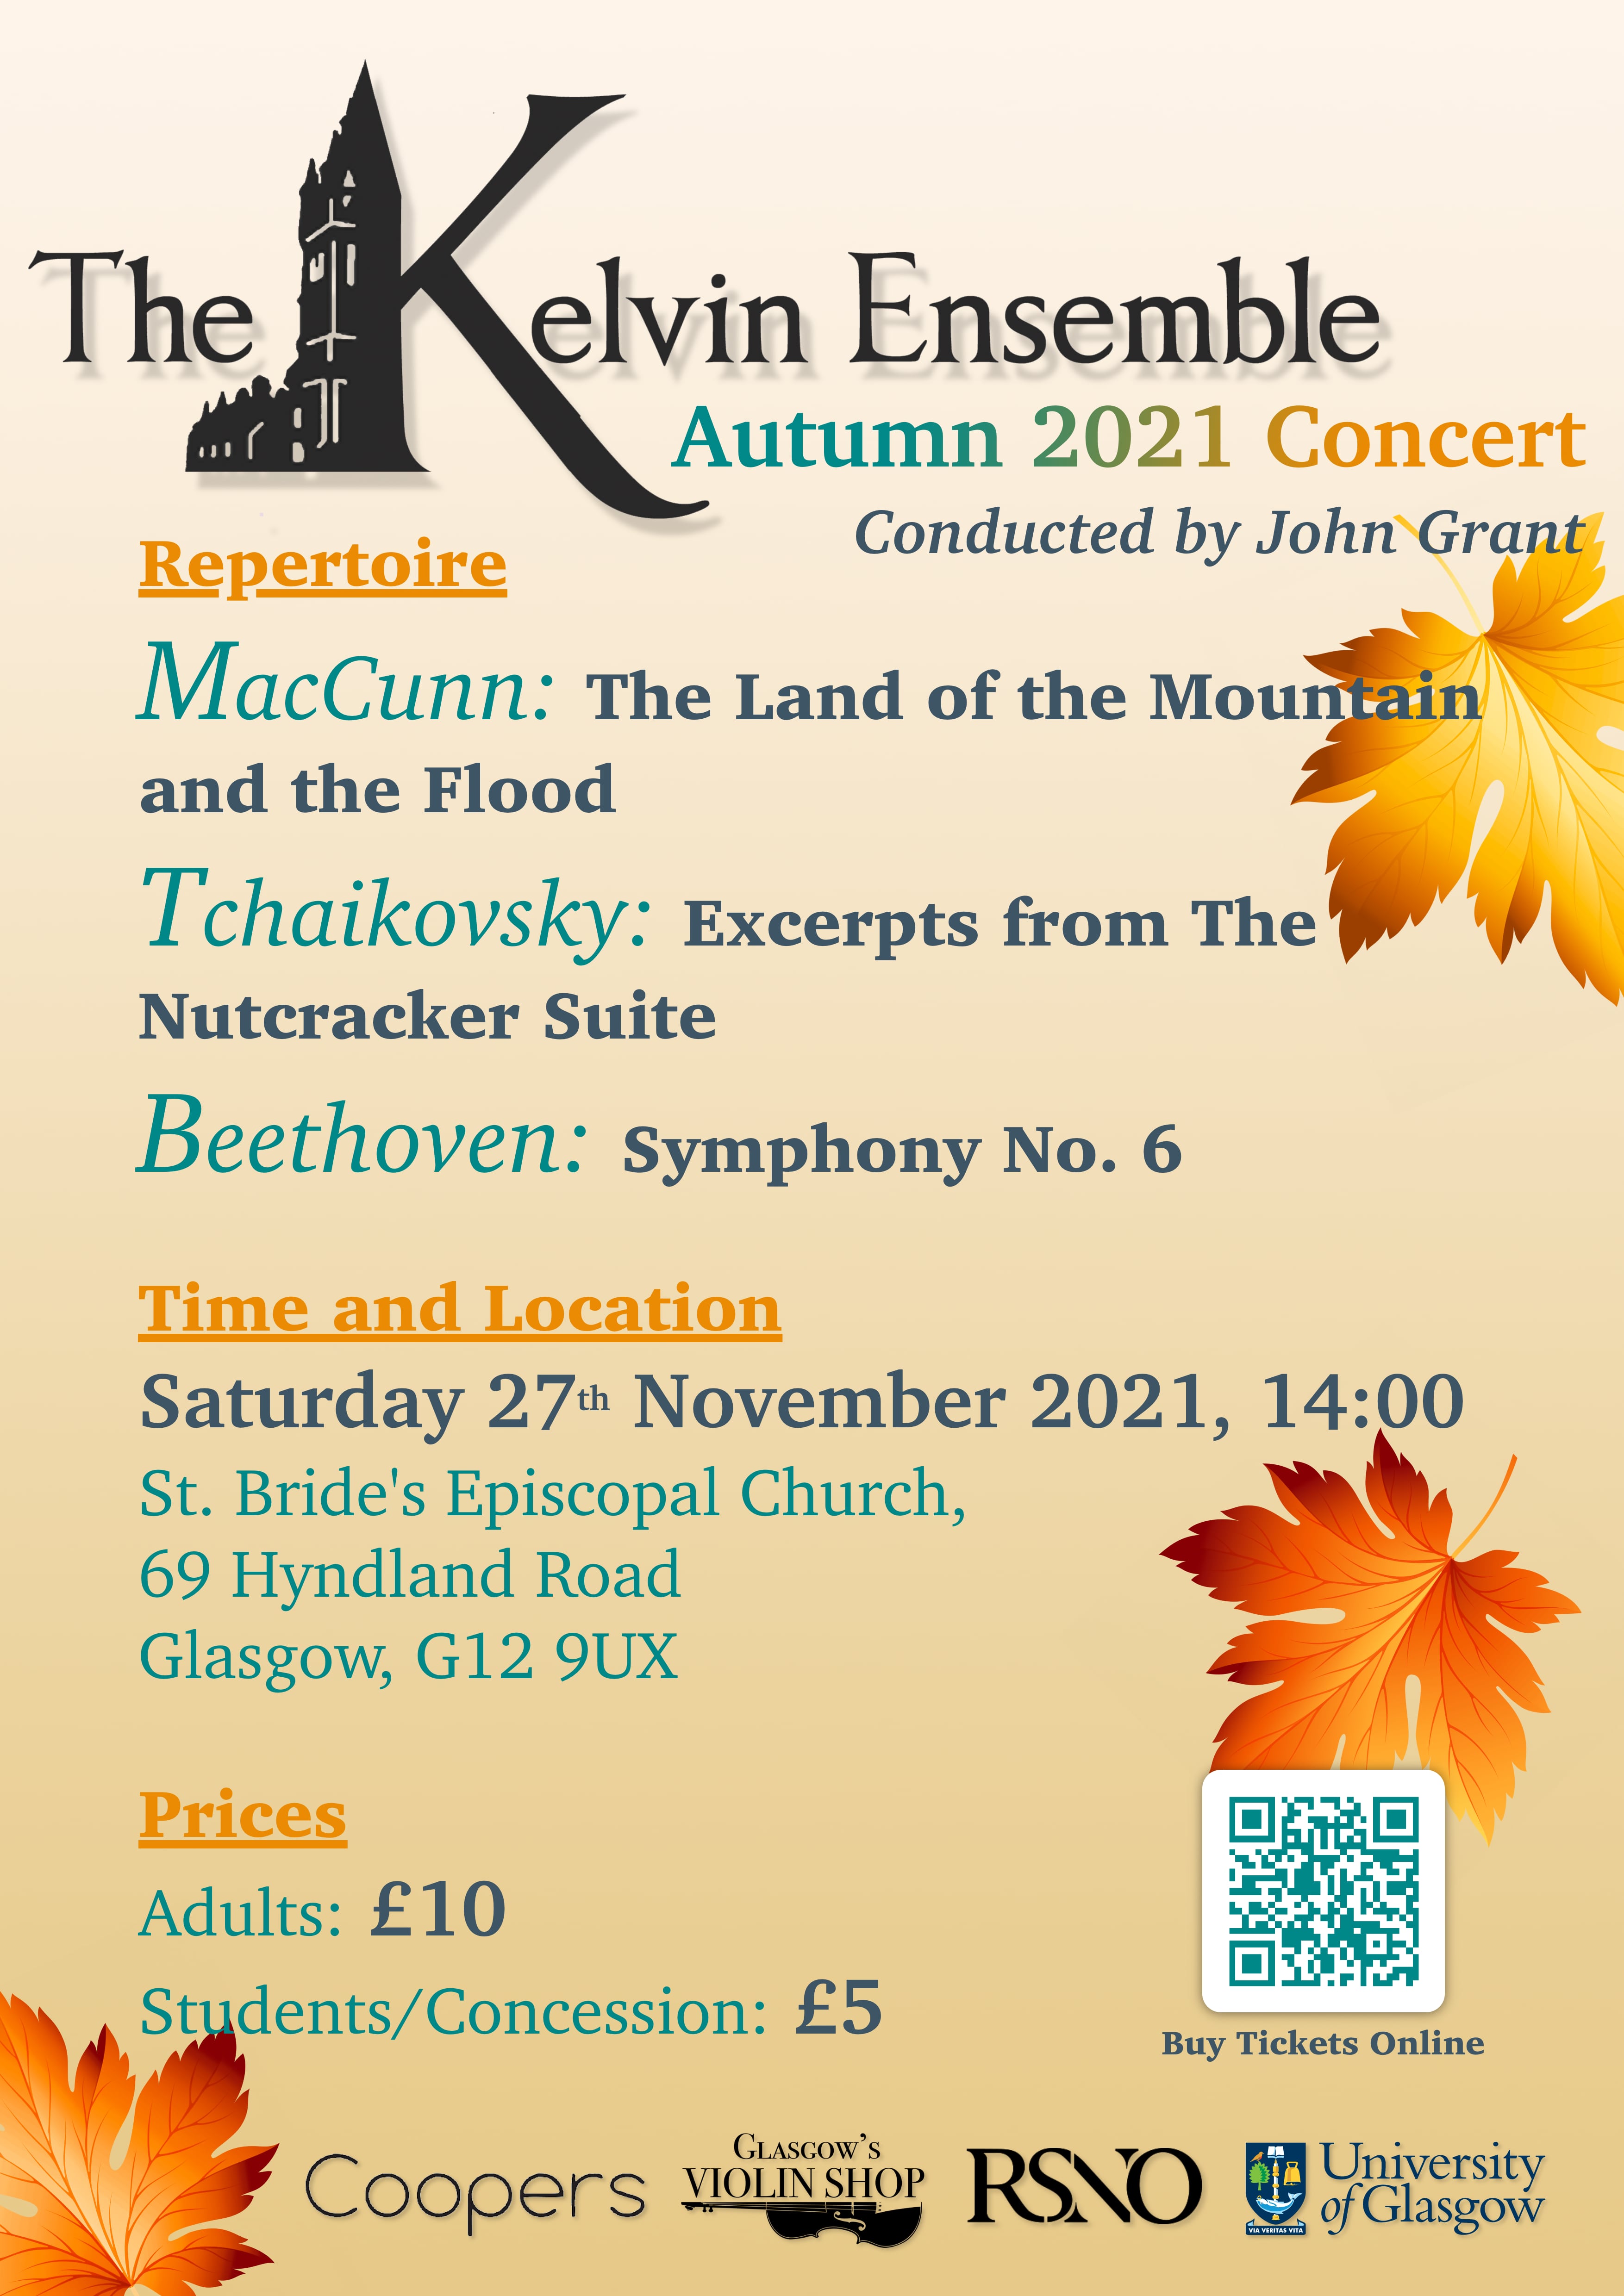 The Kelvin Ensemble
Autumn 2021 Concert
Conducted by John Grant
Repertoire
MacCunn: The Land of the Mountain
and the Flood
Tchaikovsky: Excerpts from The
Nutcracker Suite
Beethoven: Symphony No. 6
Time and Location
Saturday 27th November 2021, 14:00
St. Bride's Episcopal Church,
69 Hyndland Road
Glasgow, G12 9UX
Prices
Adults: £10
Students/Concession: £5
Buy Tickets Online
Coopers
GLASGOW'S
VIOLIN SHOP
RSNO
VIA VERITAS VITA
University
of Glasgow